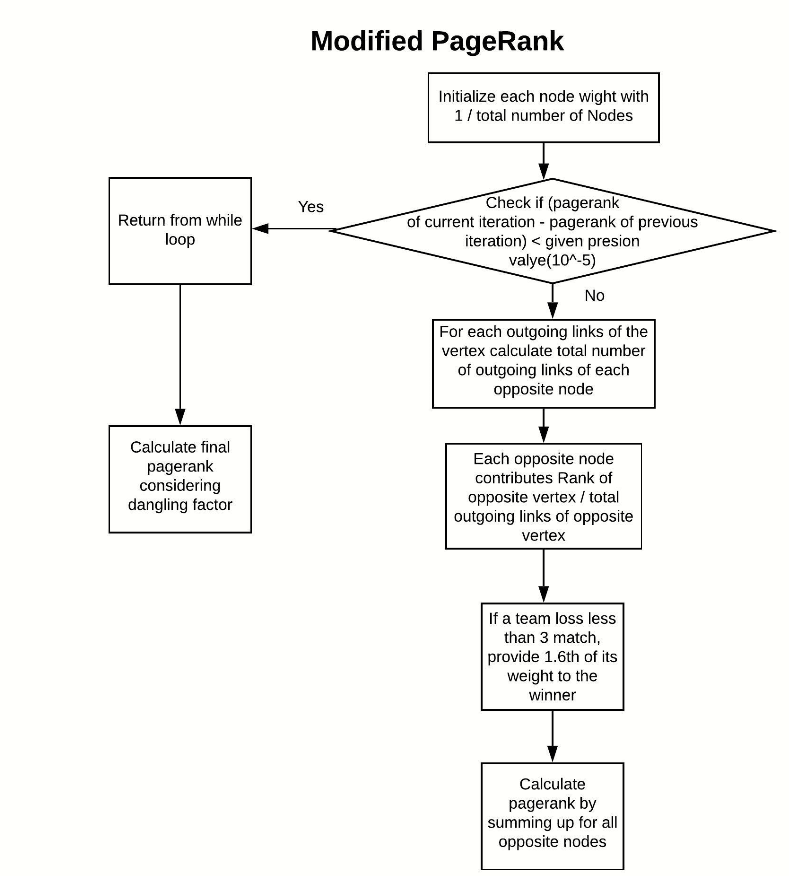 Modified PageRank
Initialize each node wight with
1 / total number of Nodes
Check if (pagerank
of current iteration - pagerank of previous
iteration) < given presion
valye(10^-5)
Yes
Return from while
loop
No
For each outgoing links of the
vertex calculate total number
of outgoing links of each
opposite node
Calculate final
pagerank
considering
dangling factor
Each opposite node
contributes Rank of
opposite vertex / total
outgoing links of opposite
vertex
If a team loss less
than 3 match,
provide 1.6th of its
weight to the
winner
Calculate
pagerank by
summing up for all
opposite nodes